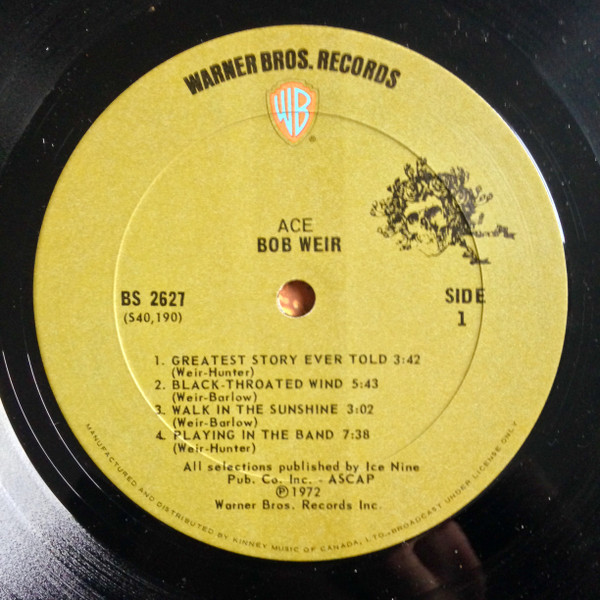 WARNER BROS. RECORDS
WB
®
ACE
BOB WEIR
BS 2627
(S40,190)
SIDE
1
1. GREATEST STORY EVER TOLD 3:42
(Weir-Hunter)
2. BLACK-THROATED WIND 5:43
(Weir-Barlow)
3. WALK IN THE SUNSHINE 3:02
(Weir-Barlow)
4. PLAYING IN THE BAND 7:38
(Weir-Hunter)
All selections published by Ice Nine
Pub. Co. Inc. - ASCAP
℗1972
Warner Bros. Records Inc.
MANUFACTURED AND DISTRIBUTED BY KINNEY MUSIC OF CANADA, LTD.-BROADCAST UNDER LICENSE ONLY